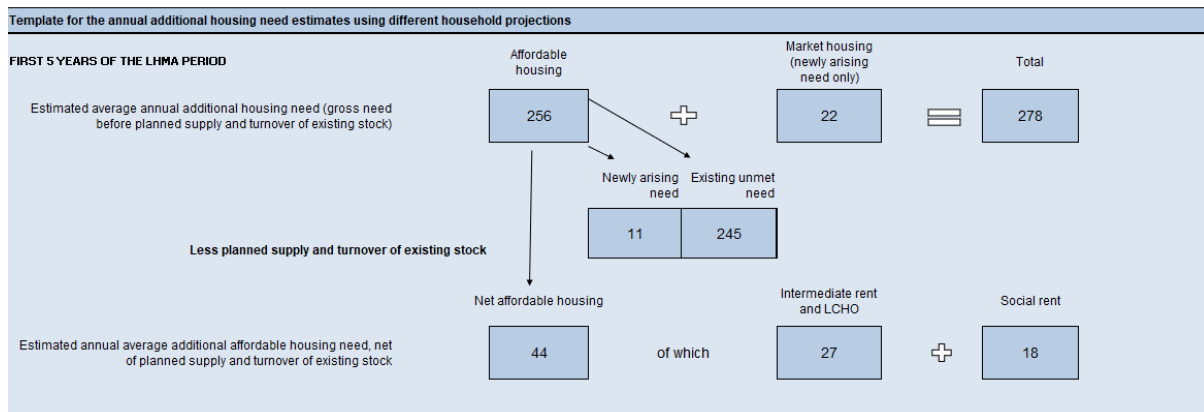 Template for the annual additional housing need estimates using different household projections
FIRST 5 YEARS OF THE LHMA PERIOD
Affordable
housing
Market housing
(newly arising
need only)
Total
Estimated average annual additional housing need (gross need
before planned supply and turnover of existing stock)
256
22
278
Newly arising
need
Existing unmet
need
11
245
Less planned supply and turnover of existing stock
Net affordable housing
Intermediate rent
and LCHO
Social rent
Estimated annual average additional affordable housing need, net
of planned supply and turnover of existing stock
44
of which
27
18